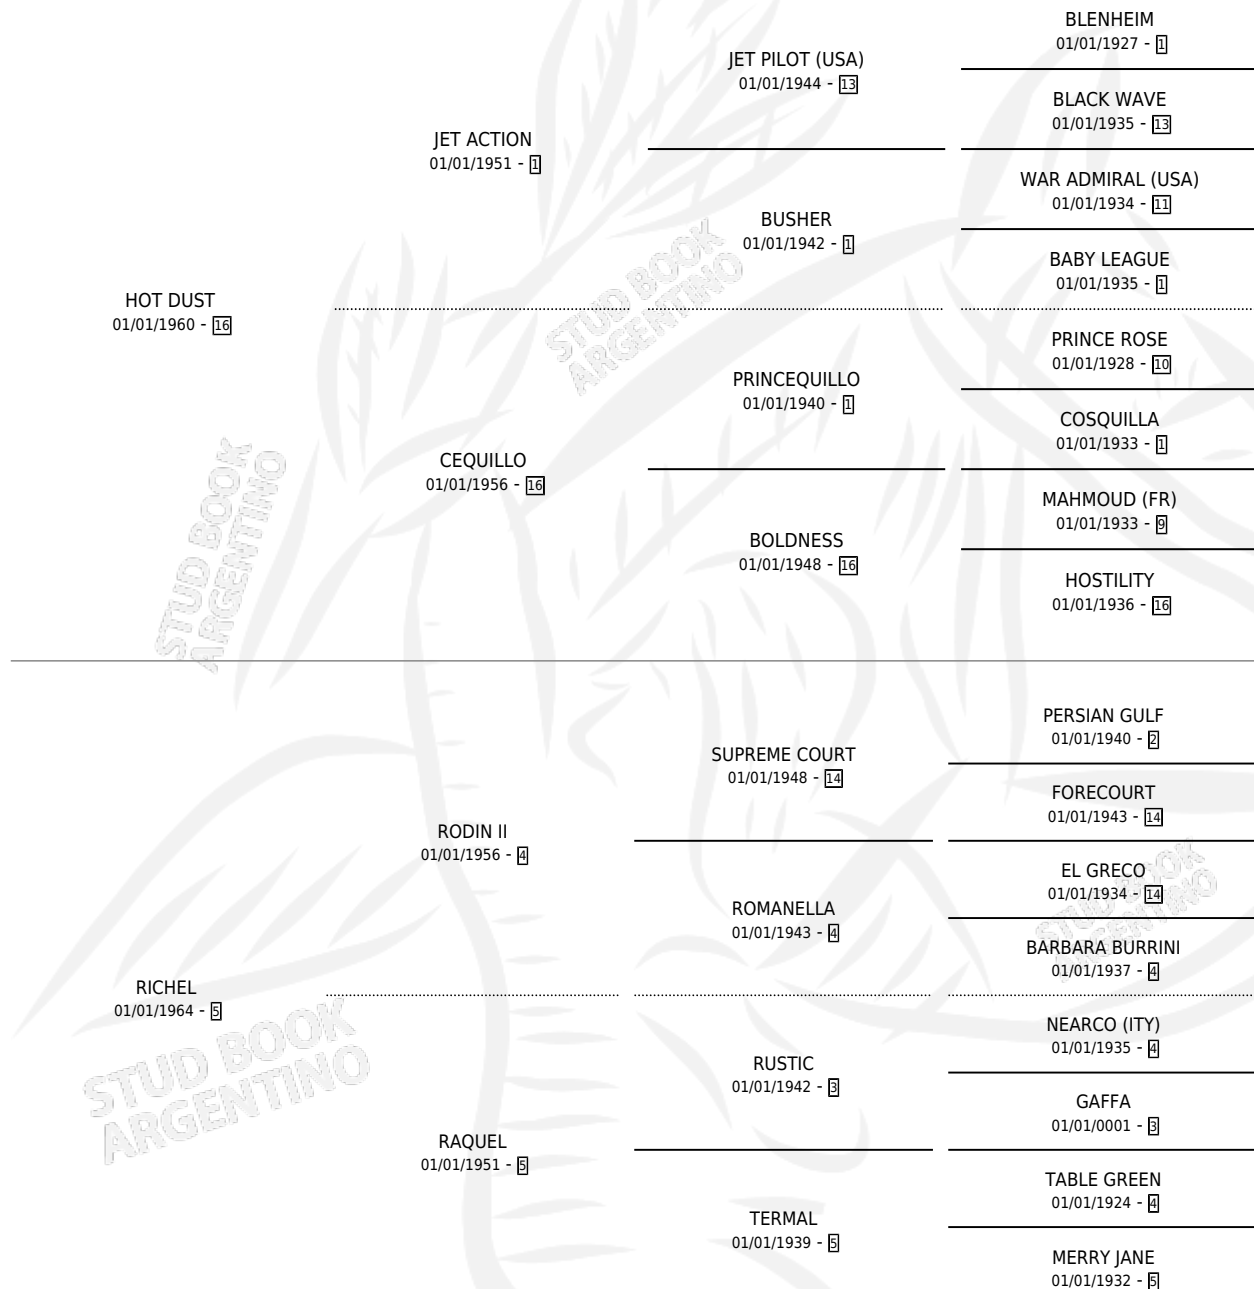 BLENHEIM
01/01/1927 - 1
JET PILOT (USA)
01/01/1944 - 13
BLACK WAVE
01/01/1935 - 13
JET ACTION
01/01/1951 - 1
WAR ADMIRAL (USA)
01/01/1934 - 11
BUSHER
01/01/1942 - 1
BABY LEAGUE
01/01/1935 - 1
HOT DUST
01/01/1960 - 16
PRINCE ROSE
01/01/1928 - 10
PRINCEQUILLO
01/01/1940 - 1
COSQUILLA
01/01/1933 - 1
CEQUILLO
01/01/1956 - 16
MAHMOUD (FR)
01/01/1933 - 9
BOLDNESS
01/01/1948 - 16
HOSTILITY
01/01/1936 - 16
PERSIAN GULF
01/01/1940 - 2
SUPREME COURT
01/01/1948 - 14
FORECOURT
01/01/1943 - 14
RODIN II
01/01/1956 - 4
EL GRECO
01/01/1934 - 14
ROMANELLA
01/01/1943 - 4
BARBARA BURRINI
01/01/1937 - 4
RICHEL
01/01/1964 - 5
NEARCO (ITY)
01/01/1935 - 4
RUSTIC
01/01/1942 - 3
GAFFA
01/01/0001 - 3
RAQUEL
01/01/1951 - 5
TABLE GREEN
01/01/1924 - 4
TERMAL
01/01/1939 - 5
MERRY JANE
01/01/1932 - 5
STUD BOOK
ARGENTINO
STUD BOOK
ARGENTINO
STUD BOOK
ARGENTINO
STUD BOOK
ARGENTINO